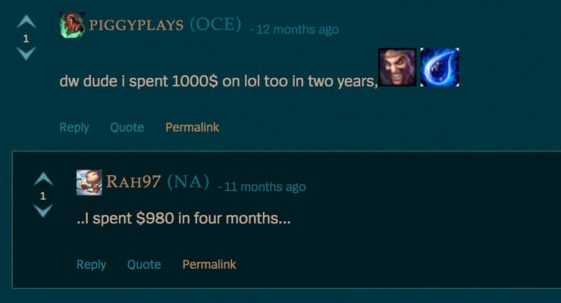 PIGGYPLAYS (OCE) - 12 months ago
1
dw dude i spent 1000$ on lol too in two years,
Reply Quote Permalink
RAH97 (NA) - 11 months ago
1
..I spent $980 in four months...
Reply Quote Permalink